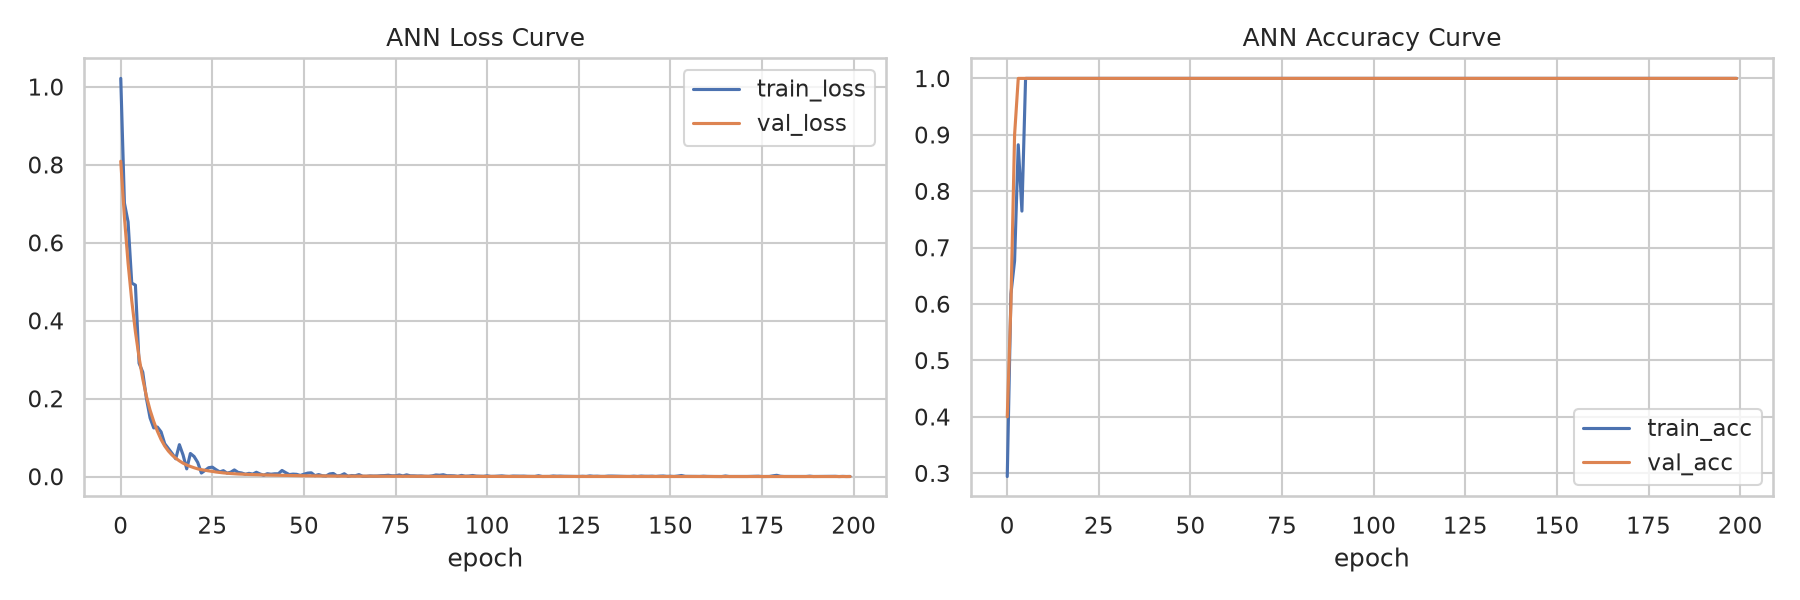 ANN Loss Curve
1.0
0.8
0.6
0.4
0.2
0.0
train_loss
val_loss
0 25 50 75 100 125 150 175 200
epoch
ANN Accuracy Curve
1.0
0.9
0.8
0.7
0.6
0.5
0.4
0.3
train_acc
val_acc
0 25 50 75 100 125 150 175 200
epoch